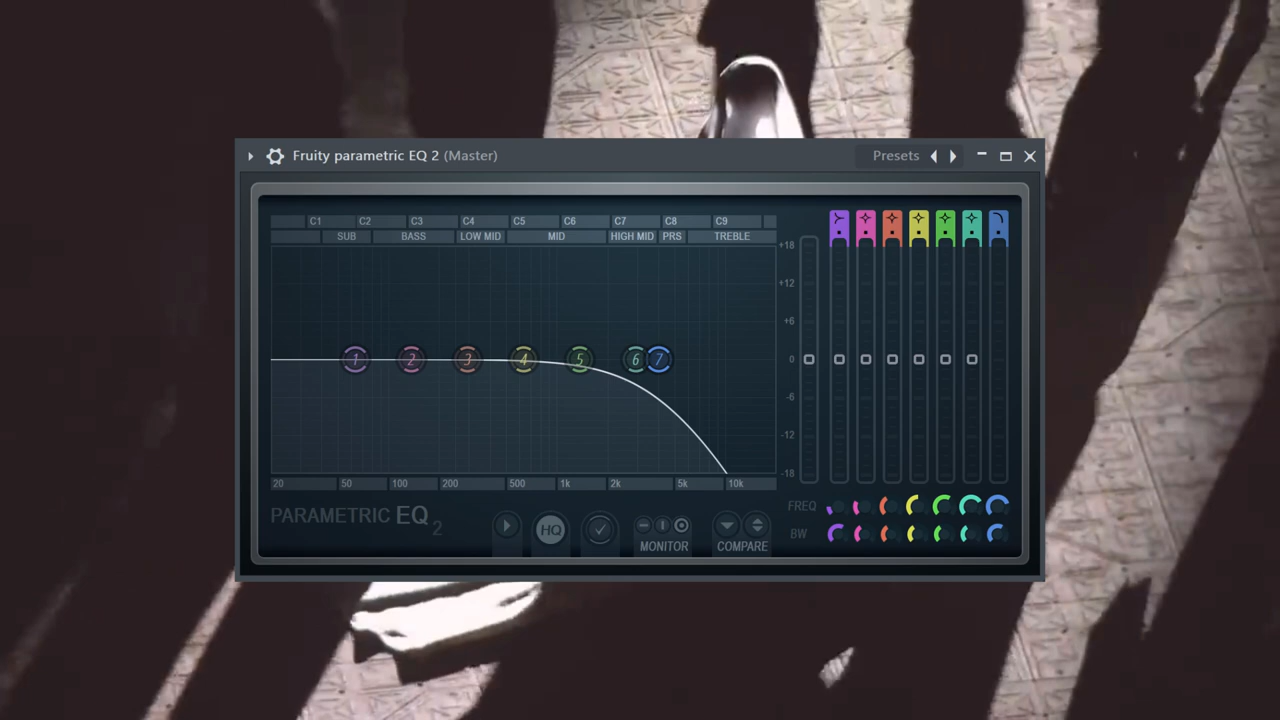 Fruity parametric EQ 2 (Master)
Presets
C1 C2 C3 C4 C5 C6 C7 C8 C9
SUB BASS LOW MID MID HIGH MID PRS TREBLE
+18
+12
+6
0
-6
-12
-18
1 2 3 4 5 6 7
20 50 100 200 500 1k 2k 5k 10k
PARAMETRIC EQ 2
HQ
MONITOR
COMPARE
FREQ
BW